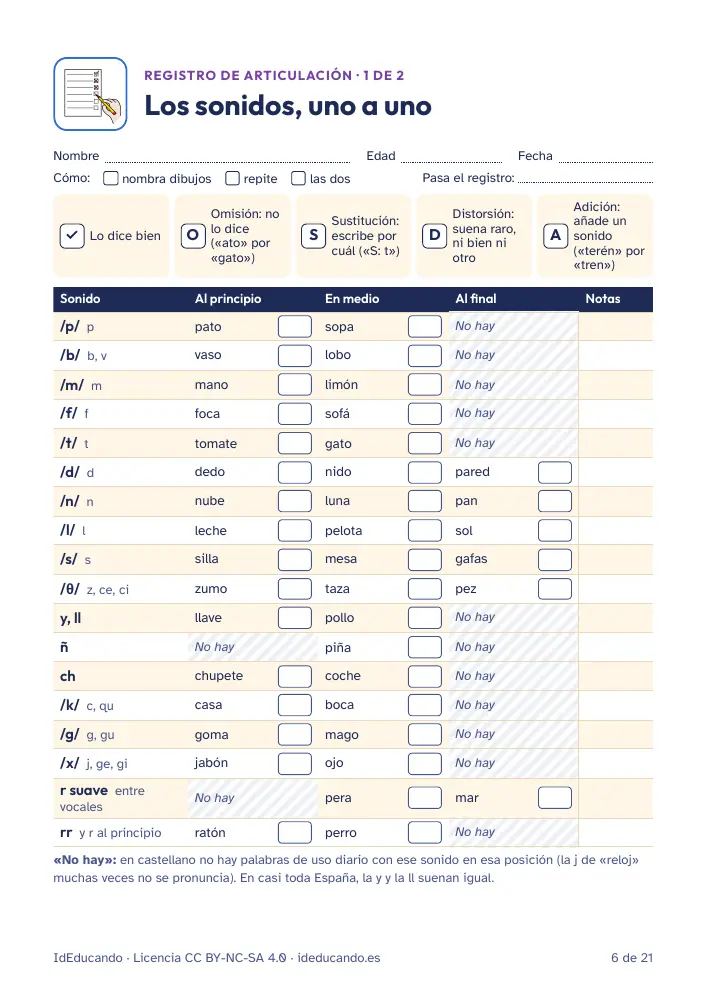 REGISTRO DE ARTICULACIÓN · 1 DE 2
Los sonidos, uno a uno
Nombre Edad Fecha
Cómo: nombra dibujos repite las dos Pasa el registro:
✓ Lo dice bien
O Omisión: no lo dice («ato» por «gato»)
S Sustitución: escribe por cuál («S: t»)
D Distorsión: suena raro, ni bien ni otro
A Adición: añade un sonido («terén» por «tren»)
Sonido Al principio En medio Al final Notas
/p/ p pato sopa No hay
/b/ b, v vaso lobo No hay
/m/ m mano limón No hay
/f/ f foca sofá No hay
/t/ t tomate gato No hay
/d/ d dedo nido pared
/n/ n nube luna pan
/l/ l leche pelota sol
/s/ s silla mesa gafas
/θ/ z, ce, ci zumo taza pez
y, ll llave pollo No hay
ñ No hay piña No hay
ch chupete coche No hay
/k/ c, qu casa boca No hay
/g/ g, gu goma mago No hay
/x/ j, ge, gi jabón ojo No hay
r suave entre vocales No hay pera mar
rr y r al principio ratón perro No hay
«No hay»: en castellano no hay palabras de uso diario con ese sonido en esa posición (la j de «reloj»
muchas veces no se pronuncia). En casi toda España, la y y la ll suenan igual.
IdEducando · Licencia CC BY-NC-SA 4.0 · ideducando.es 6 de 21